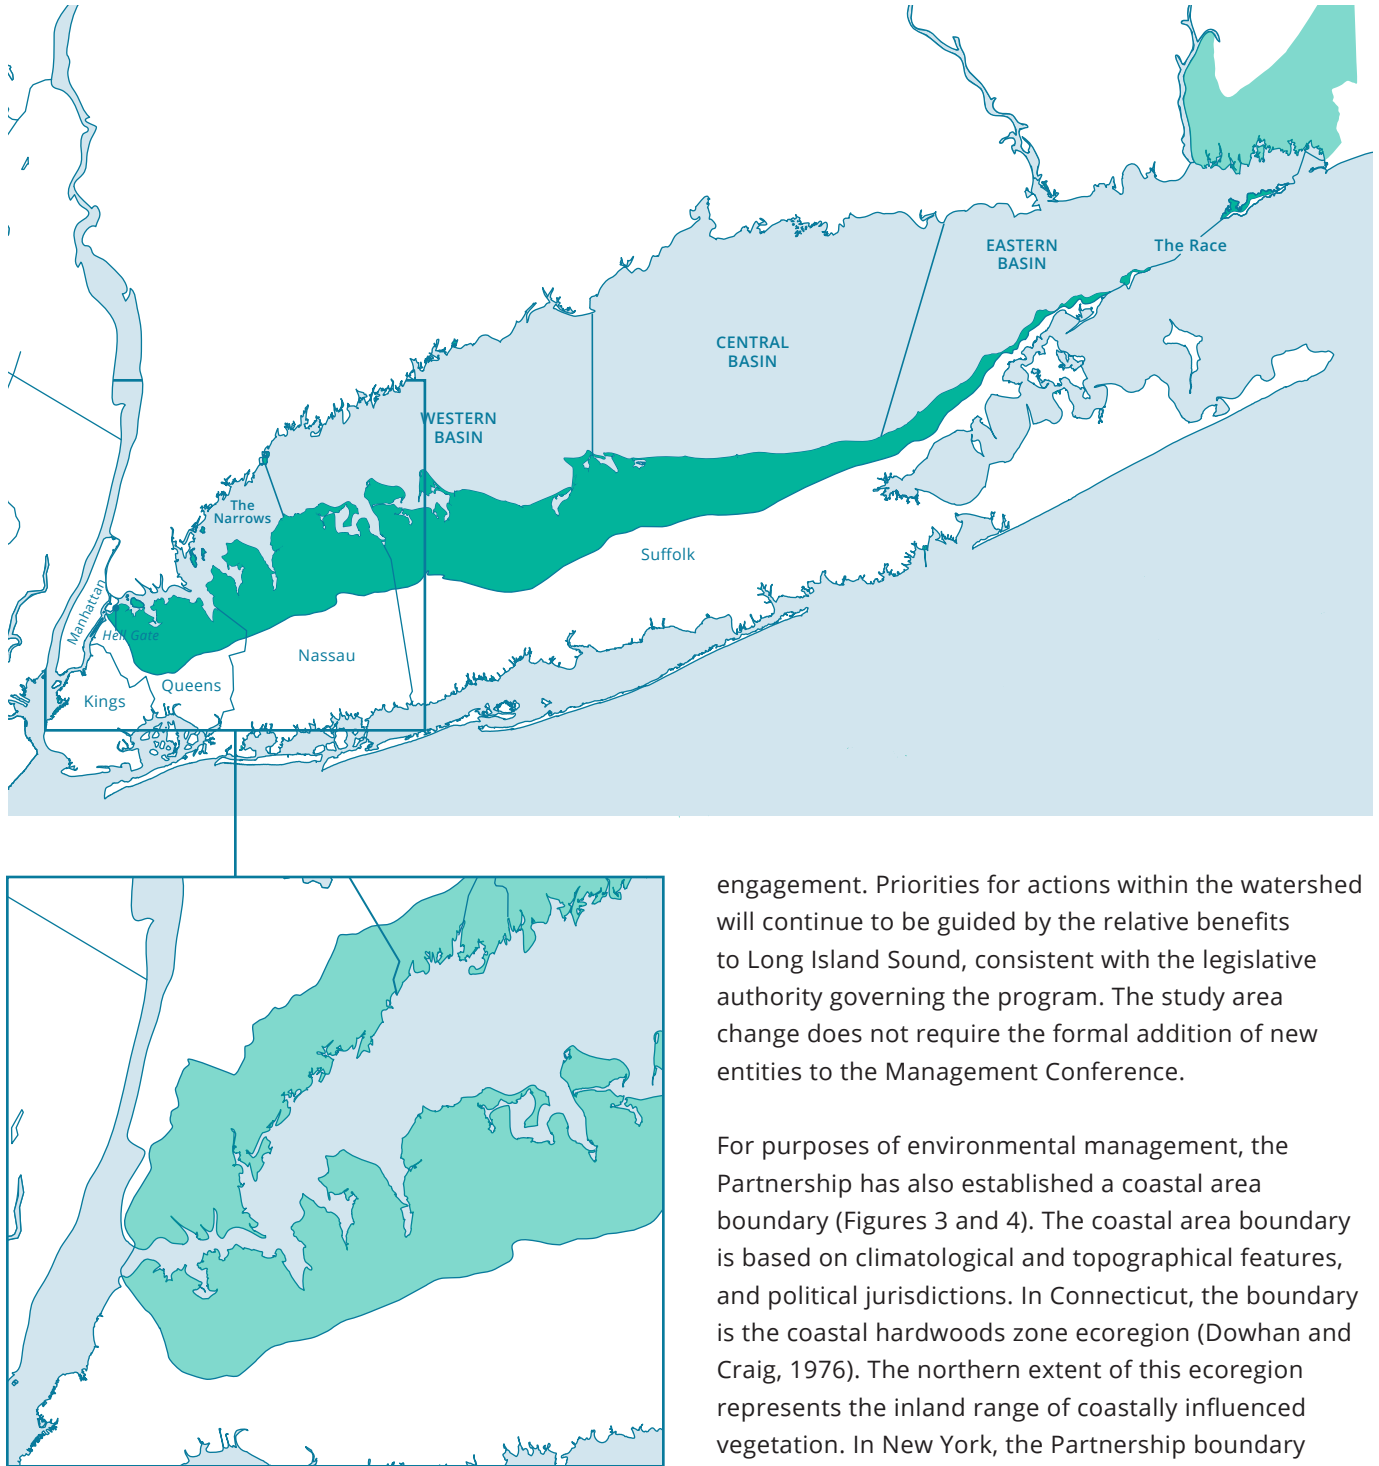 EASTERN
BASIN
The Race
CENTRAL
BASIN
WESTERN
BASIN
The
Narrows
Suffolk
Manhattan
Hell Gate
Nassau
Queens
Kings
engagement. Priorities for actions within the watershed
will continue to be guided by the relative benefits
to Long Island Sound, consistent with the legislative
authority governing the program. The study area
change does not require the formal addition of new
entities to the Management Conference.
For purposes of environmental management, the
Partnership has also established a coastal area
boundary (Figures 3 and 4). The coastal area boundary
is based on climatological and topographical features,
and political jurisdictions. In Connecticut, the boundary
is the coastal hardwoods zone ecoregion (Dowhan and
Craig, 1976). The northern extent of this ecoregion
represents the inland range of coastally influenced
vegetation. In New York, the Partnership boundary